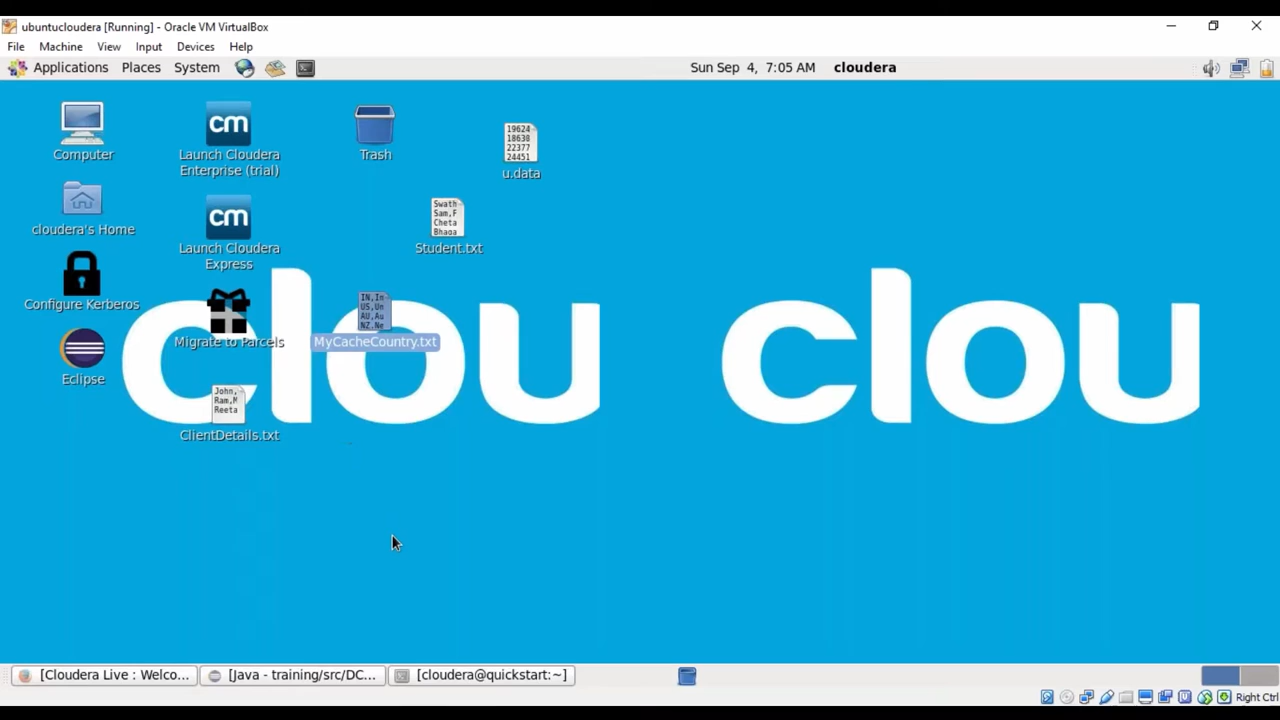 ubuntucloudera [Running] - Oracle VM VirtualBox
File Machine View Input Devices Help
Applications Places System
Sun Sep 4, 7:05 AM cloudera
Computer
Launch Cloudera
Enterprise (trial)
Trash
19624
18630
22377
24451
u.data
cloudera's Home
Launch Cloudera
Express
Swath
Sam,F
Cheta
Bhaga
Student.txt
Configure Kerberos
Migrate to Parcels
IN,In
US,Un
AU,Au
NZ,Ne
MyCacheCountry.txt
Eclipse
John,
Ram,M
Reeta
ClientDetails.txt
cm
cm
clou clou
[Cloudera Live : Welco... [Java - training/src/DC... [cloudera@quickstart:~]
Right Ctrl